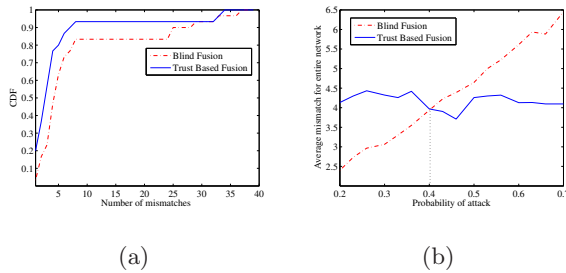 1
0.9
0.8
0.7
0.6
0.5
0.4
0.3
0.2
0.1
CDF
Blind Fusion
Trust Based Fusion
5 10 15 20 25 30 35 40
Number of mismatches
(a)
6.5
6
5.5
5
4.5
4
3.5
3
2.5
2
Average mismatch for entire network
Blind Fusion
Trust Based Fusion
0.2 0.3 0.4 0.5 0.6 0.7
Probability of attack
(b)